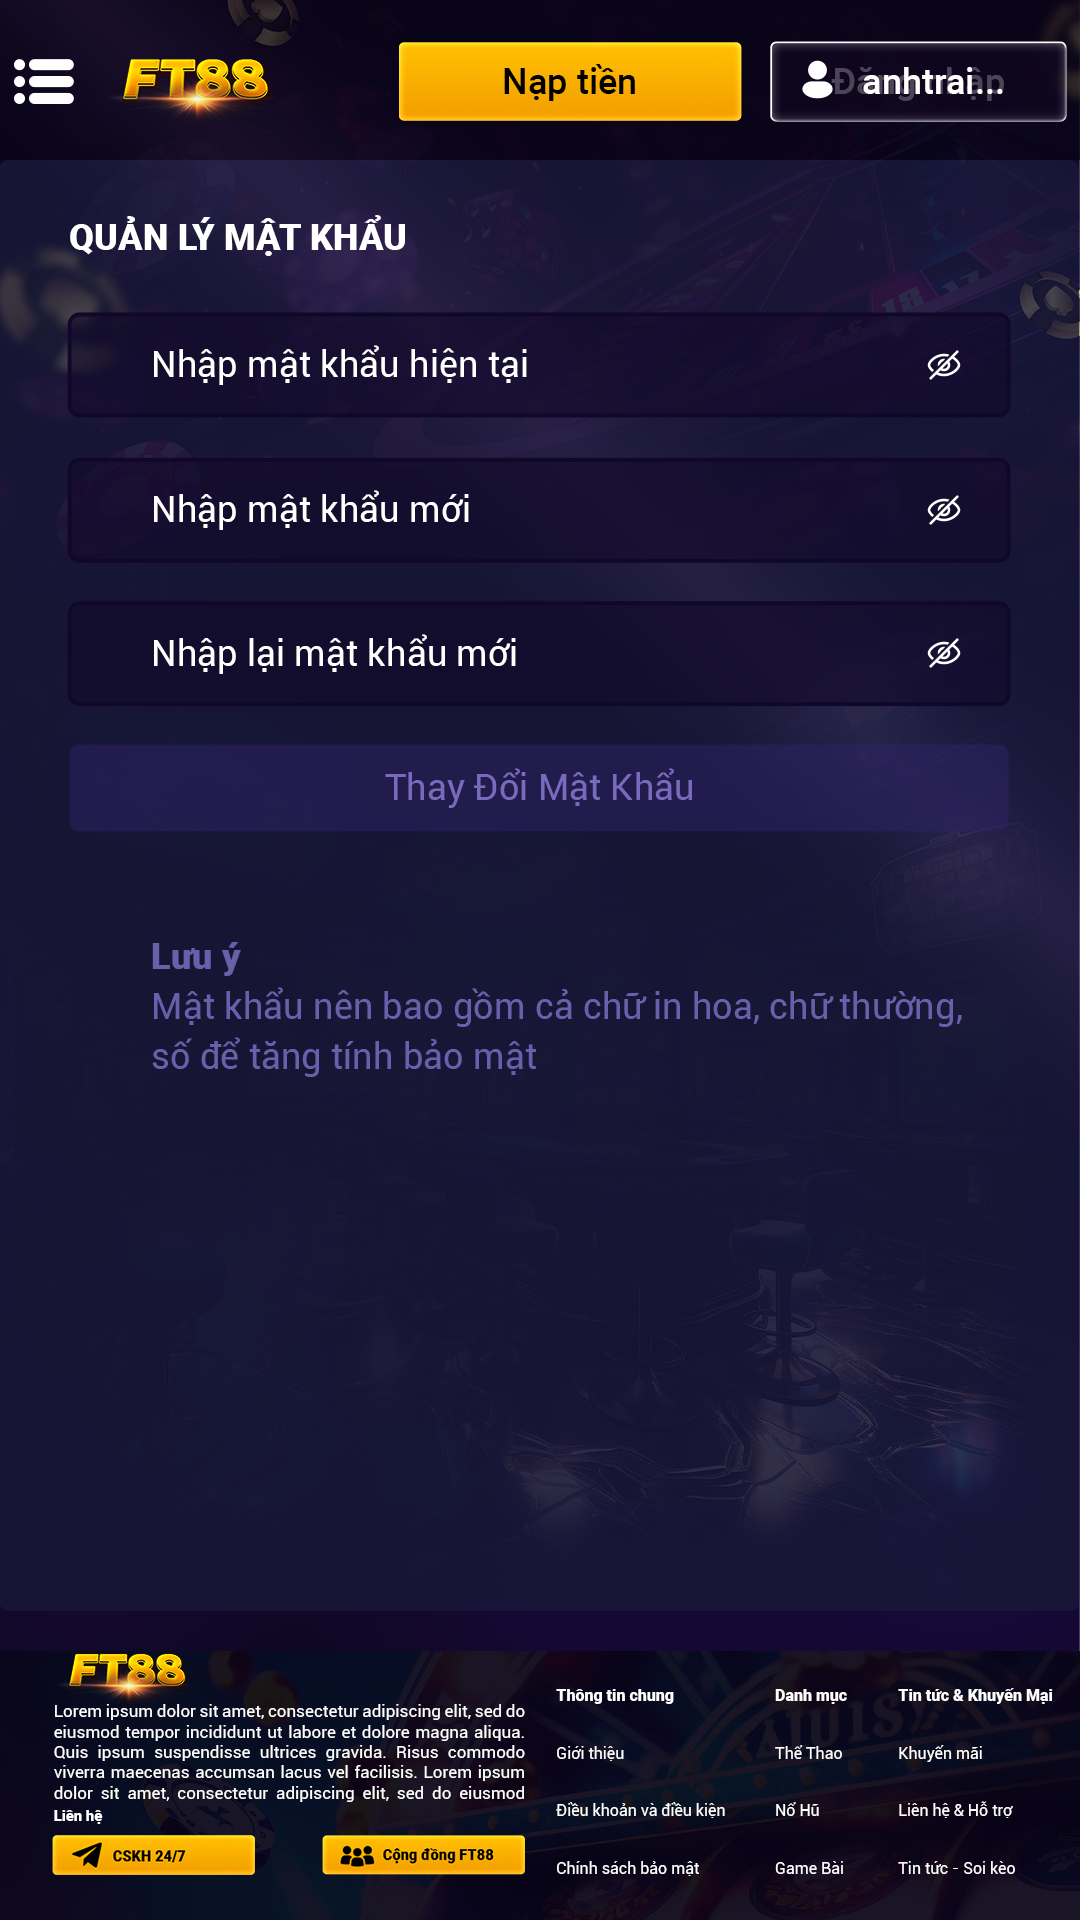 FT88
Nạp tiền
Đăng nhập
anhtrai...
QUẢN LÝ MẬT KHẨU
Nhập mật khẩu hiện tại
Nhập mật khẩu mới
Nhập lại mật khẩu mới
Thay Đổi Mật Khẩu
Lưu ý
Mật khẩu nên bao gồm cả chữ in hoa, chữ thường,
số để tăng tính bảo mật
FT88
Lorem ipsum dolor sit amet, consectetur adipiscing elit, sed do
eiusmod tempor incididunt ut labore et dolore magna aliqua.
Quis ipsum suspendisse ultrices gravida. Risus commodo
viverra maecenas accumsan lacus vel facilisis. Lorem ipsum
dolor sit amet, consectetur adipiscing elit, sed do eiusmod
Liên hệ
CSKH 24/7
Cộng đồng FT88
Thông tin chung
Giới thiệu
Điều khoản và điều kiện
Chính sách bảo mật
Danh mục
Thể Thao
Nổ Hũ
Game Bài
Tin tức & Khuyến Mại
Khuyến mãi
Liên hệ & Hỗ trợ
Tin tức - Soi kèo